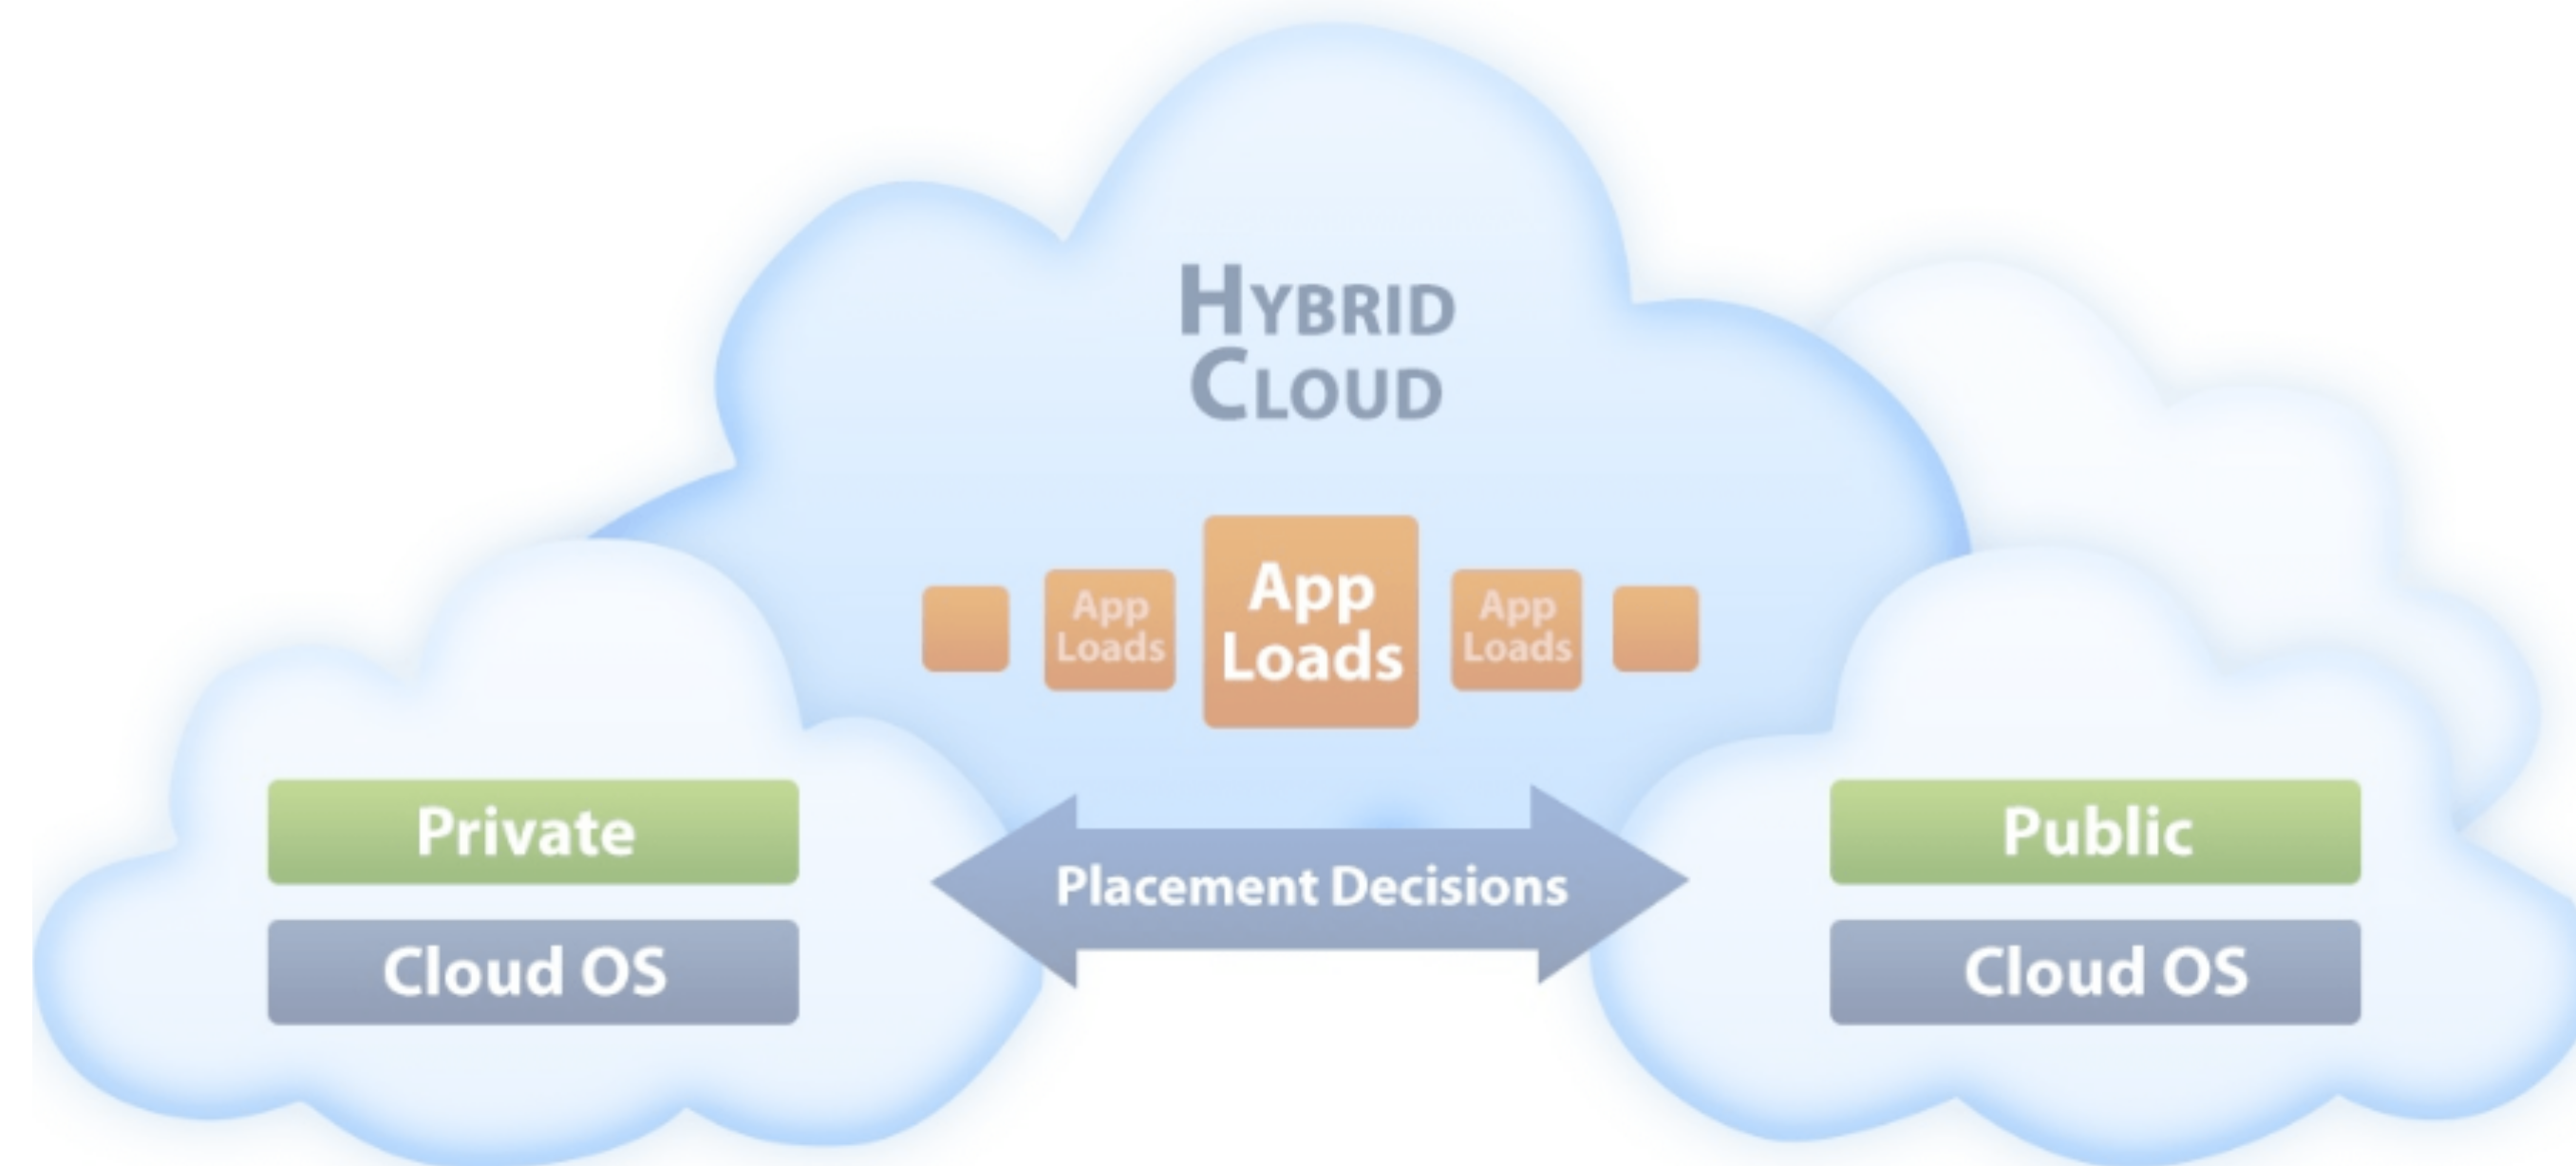 HYBRID
CLOUD
App
Loads
App
Loads
App
Loads
Private
Public
Placement Decisions
Cloud OS
Cloud OS